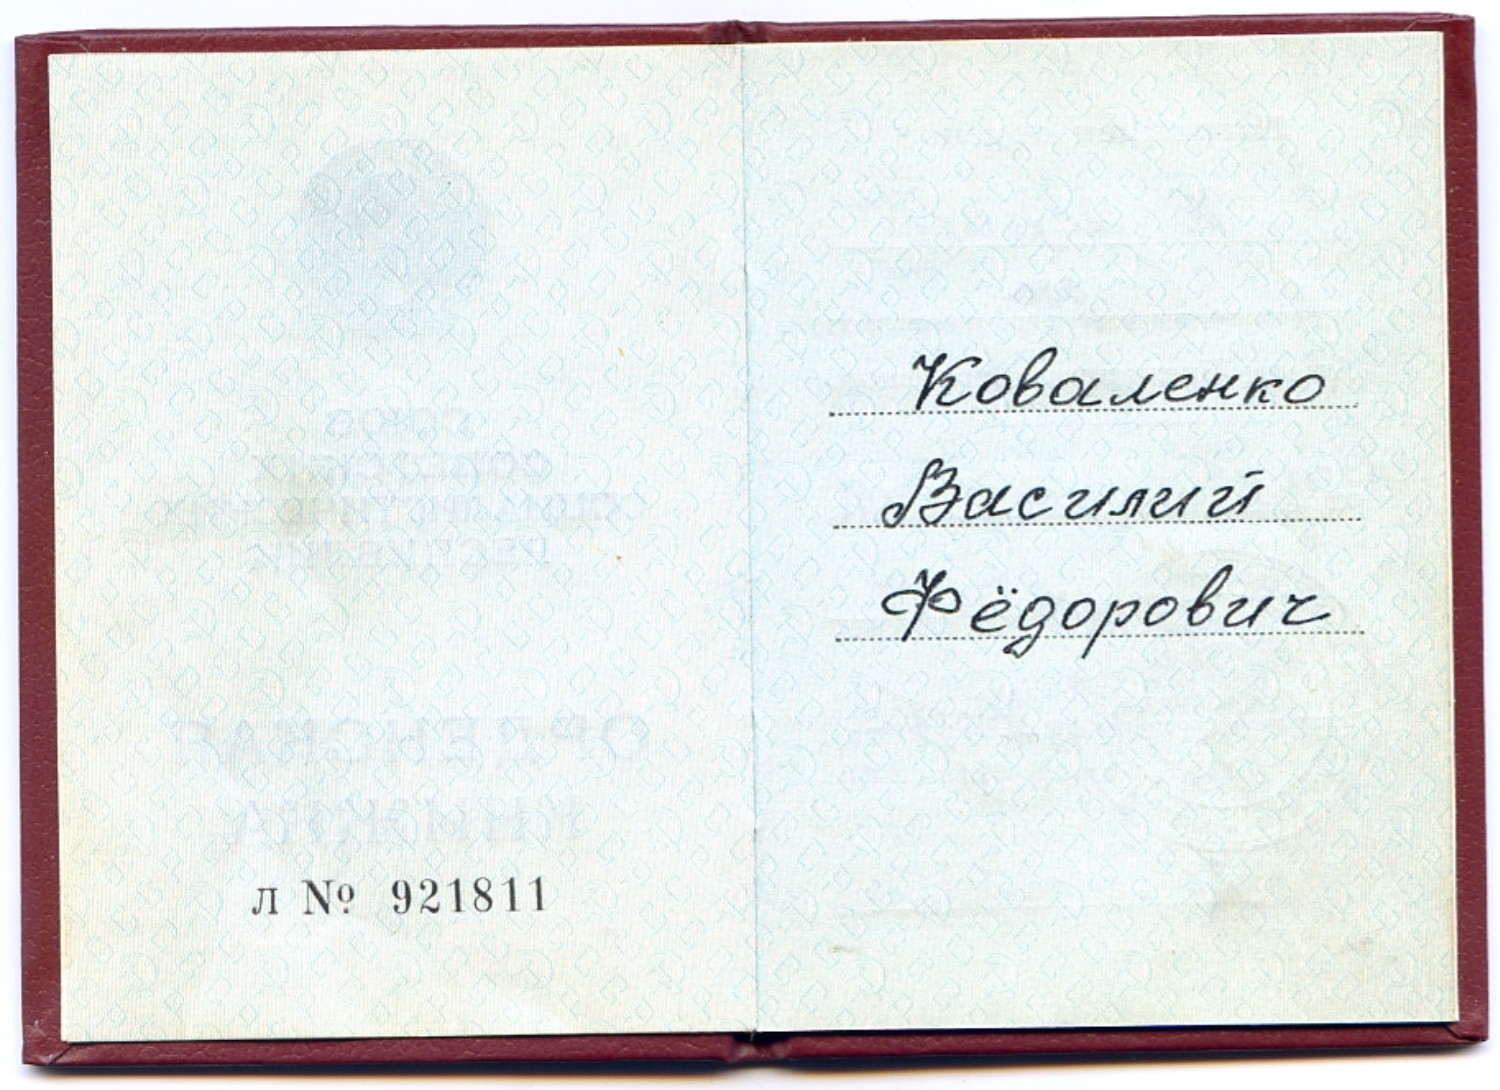 л № 921811
Коваленко
Василий
Фёдорович